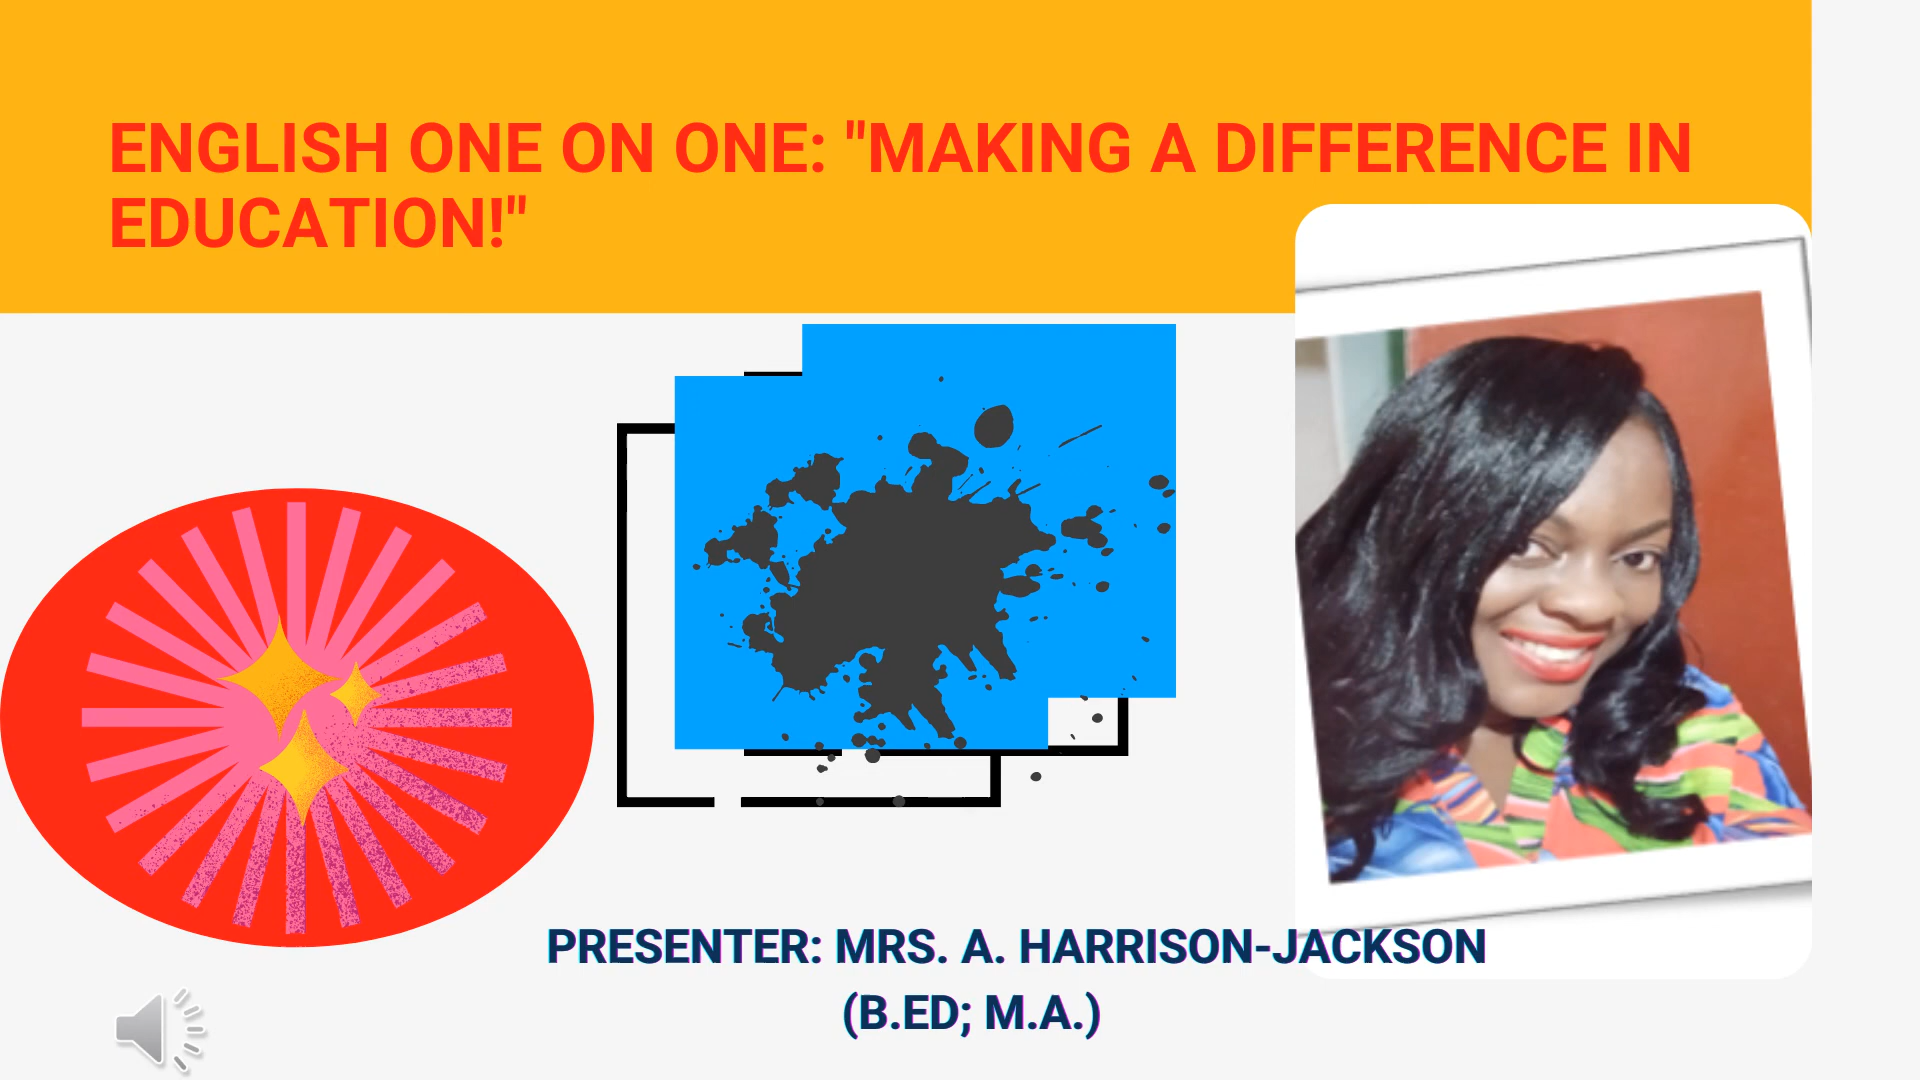 ENGLISH ONE ON ONE: "MAKING A DIFFERENCE IN
EDUCATION!"
PRESENTER: MRS. A. HARRISON-JACKSON
(B.ED; M.A.)